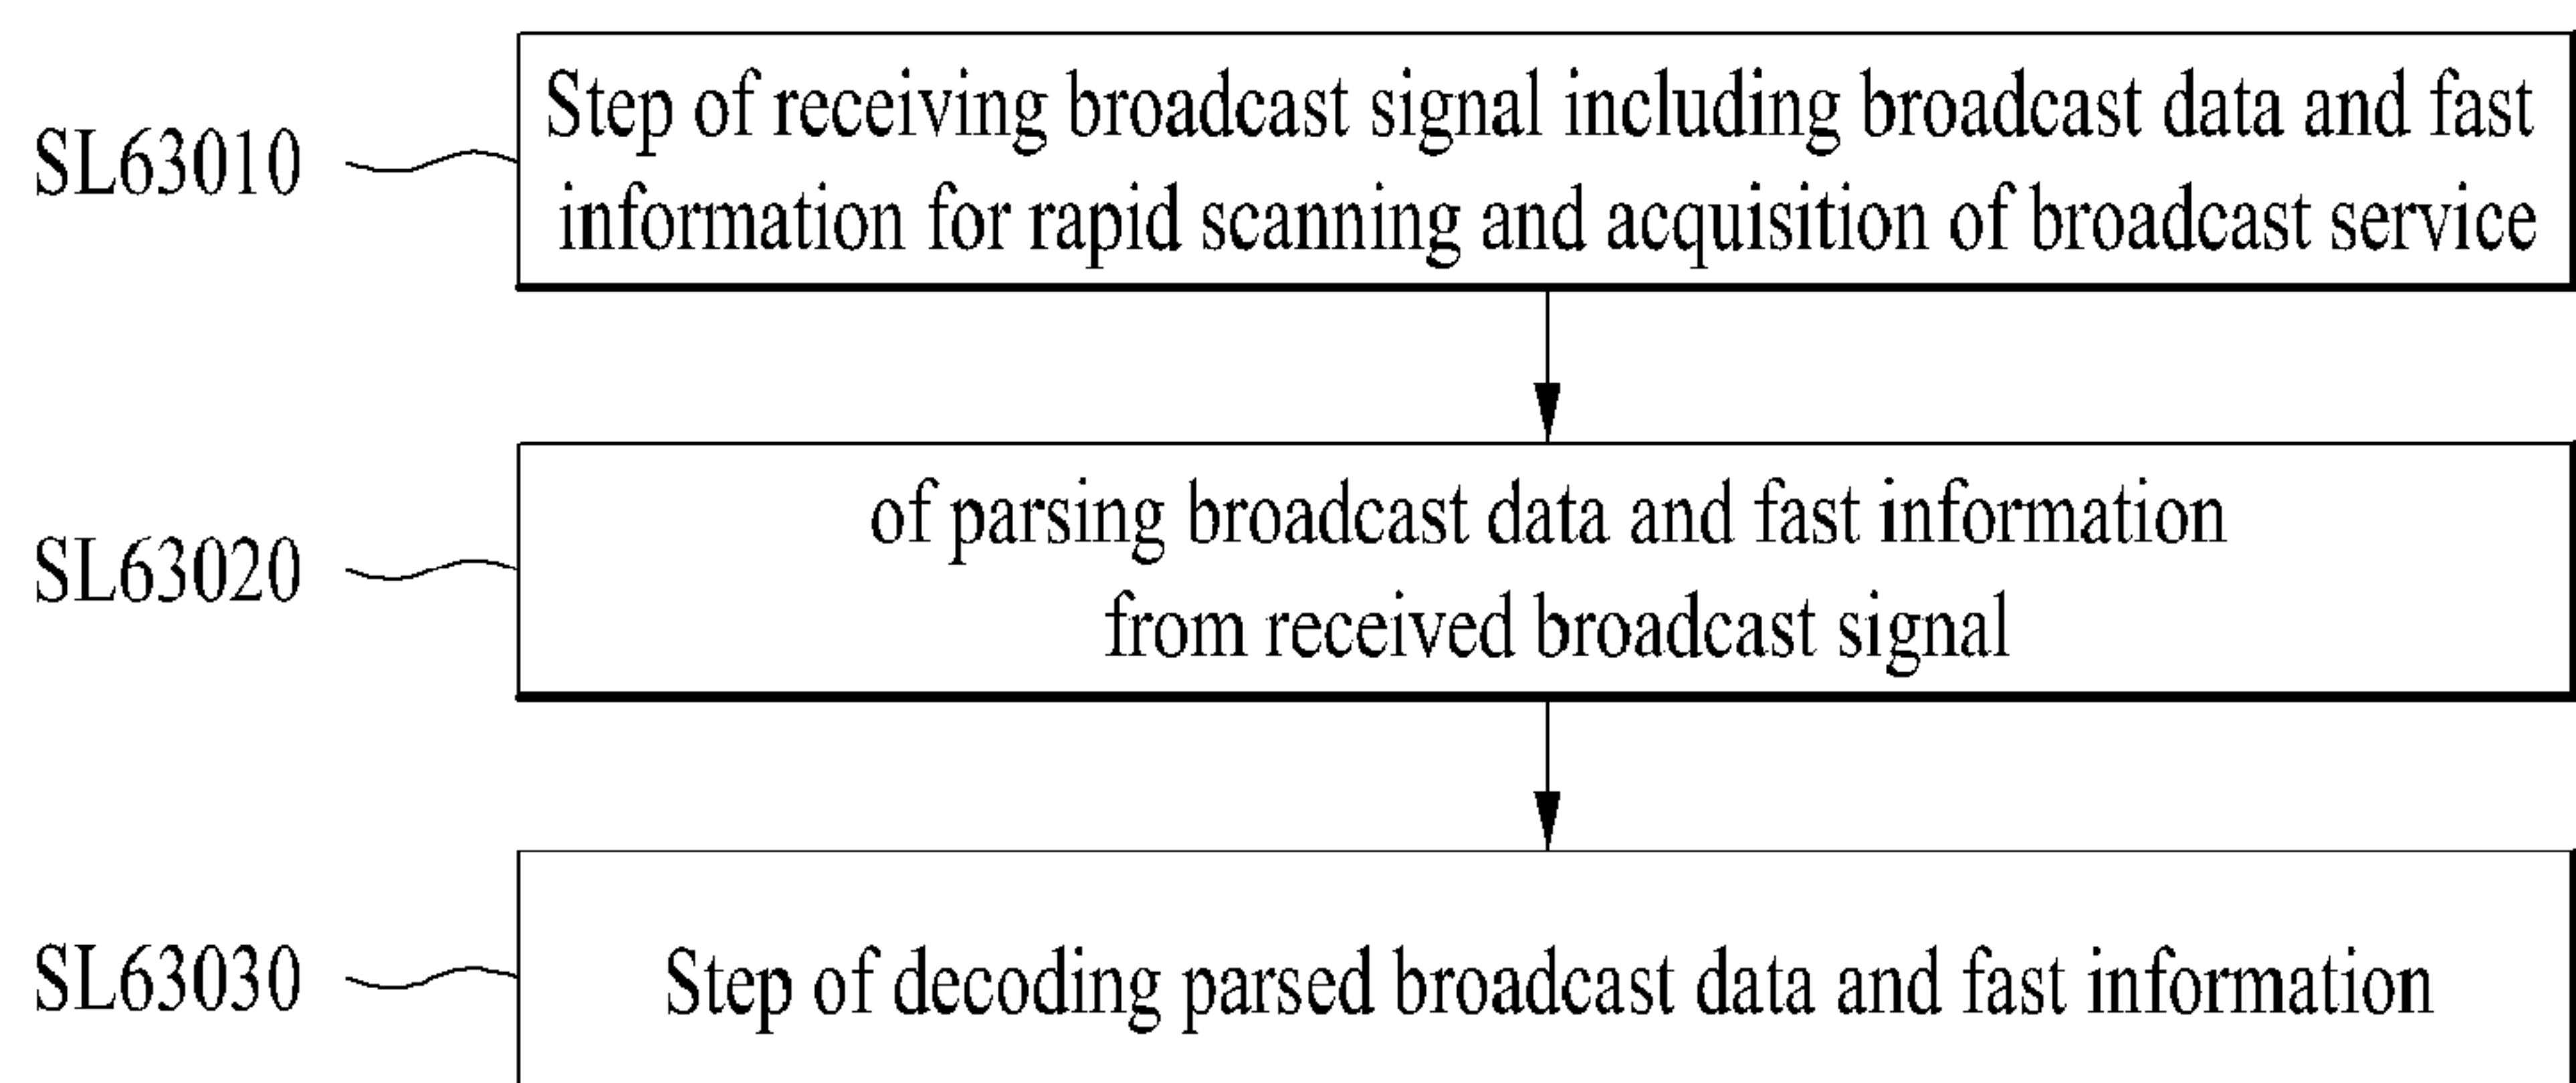 SL63010
Step of receiving broadcast signal including broadcast data and fast
information for rapid scanning and acquisition of broadcast service
SL63020
of parsing broadcast data and fast information
from received broadcast signal
SL63030
Step of decoding parsed broadcast data and fast information